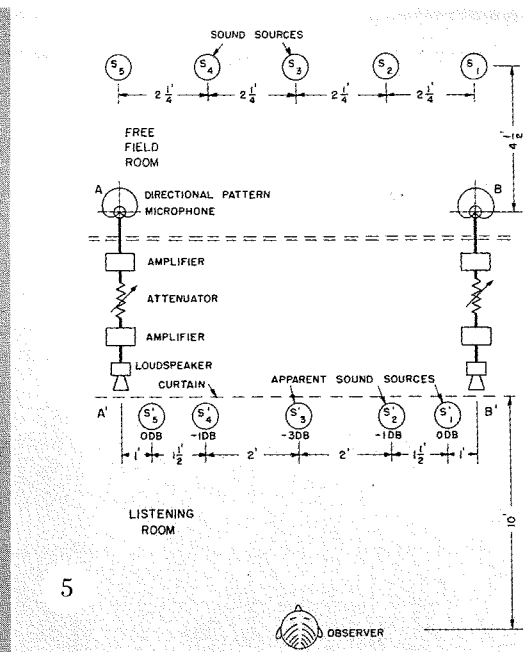 SOUND SOURCES
S5 S4 S3 S2 S1
2 1/4' 2 1/4' 2 1/4' 2 1/4'
4 1/2'
FREE
FIELD
ROOM
A B
DIRECTIONAL PATTERN
MICROPHONE
AMPLIFIER
ATTENUATOR
AMPLIFIER
LOUDSPEAKER
CURTAIN
APPARENT SOUND SOURCES
A' B'
S'5 S'4 S'3 S'2 S'1
0DB -1DB -3DB -1DB 0DB
1' 1 1/2' 2' 2' 1 1/2' 1'
10'
LISTENING
ROOM
5
OBSERVER